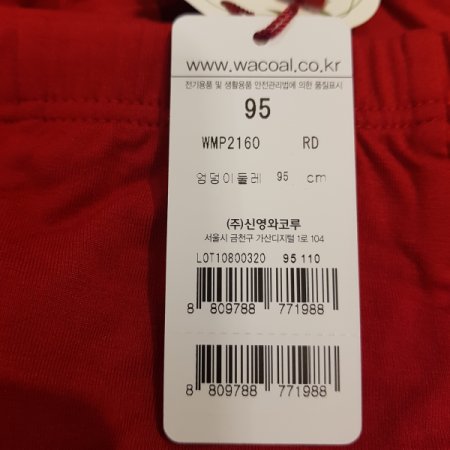 www.wacoal.co.kr
전기용품 및 생활용품 안전관리법에 의한 품질표시
95
WMP2160 RD
엉덩이둘레 95 cm
(주)신영와코루
서울시 금천구 가산디지털 1로 104
LOT10800320 95 110
8 809788 771988
8 809788 771988